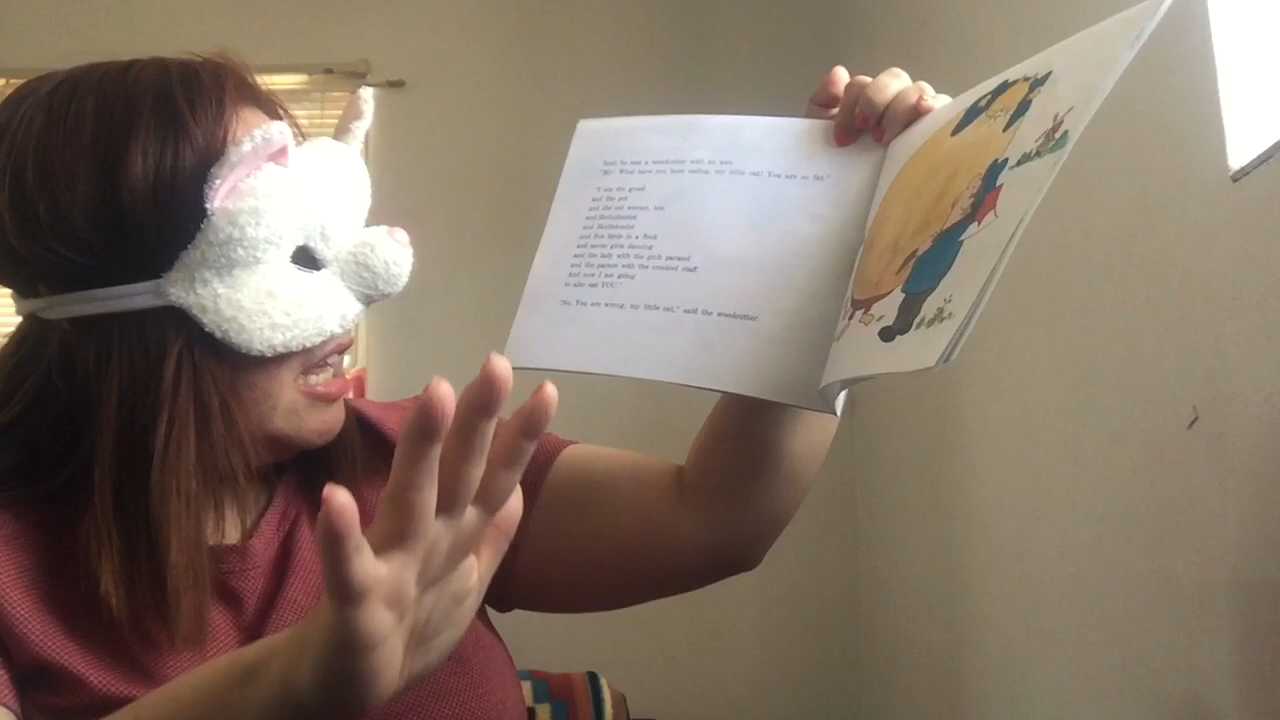 Next he met a woodcutter with an axe.
"My! What have you been eating, my little cat? You are so fat."
"I ate the gruel
and the pot
and the old woman, too,
and Skohottentot
and Skolinkenlot
and five birds in a flock
and seven girls dancing
and the lady with the pink parasol
and the parson with the crooked staff.
And now I am going
to also eat YOU."
"No. You are wrong, my little cat," said the woodcutter.